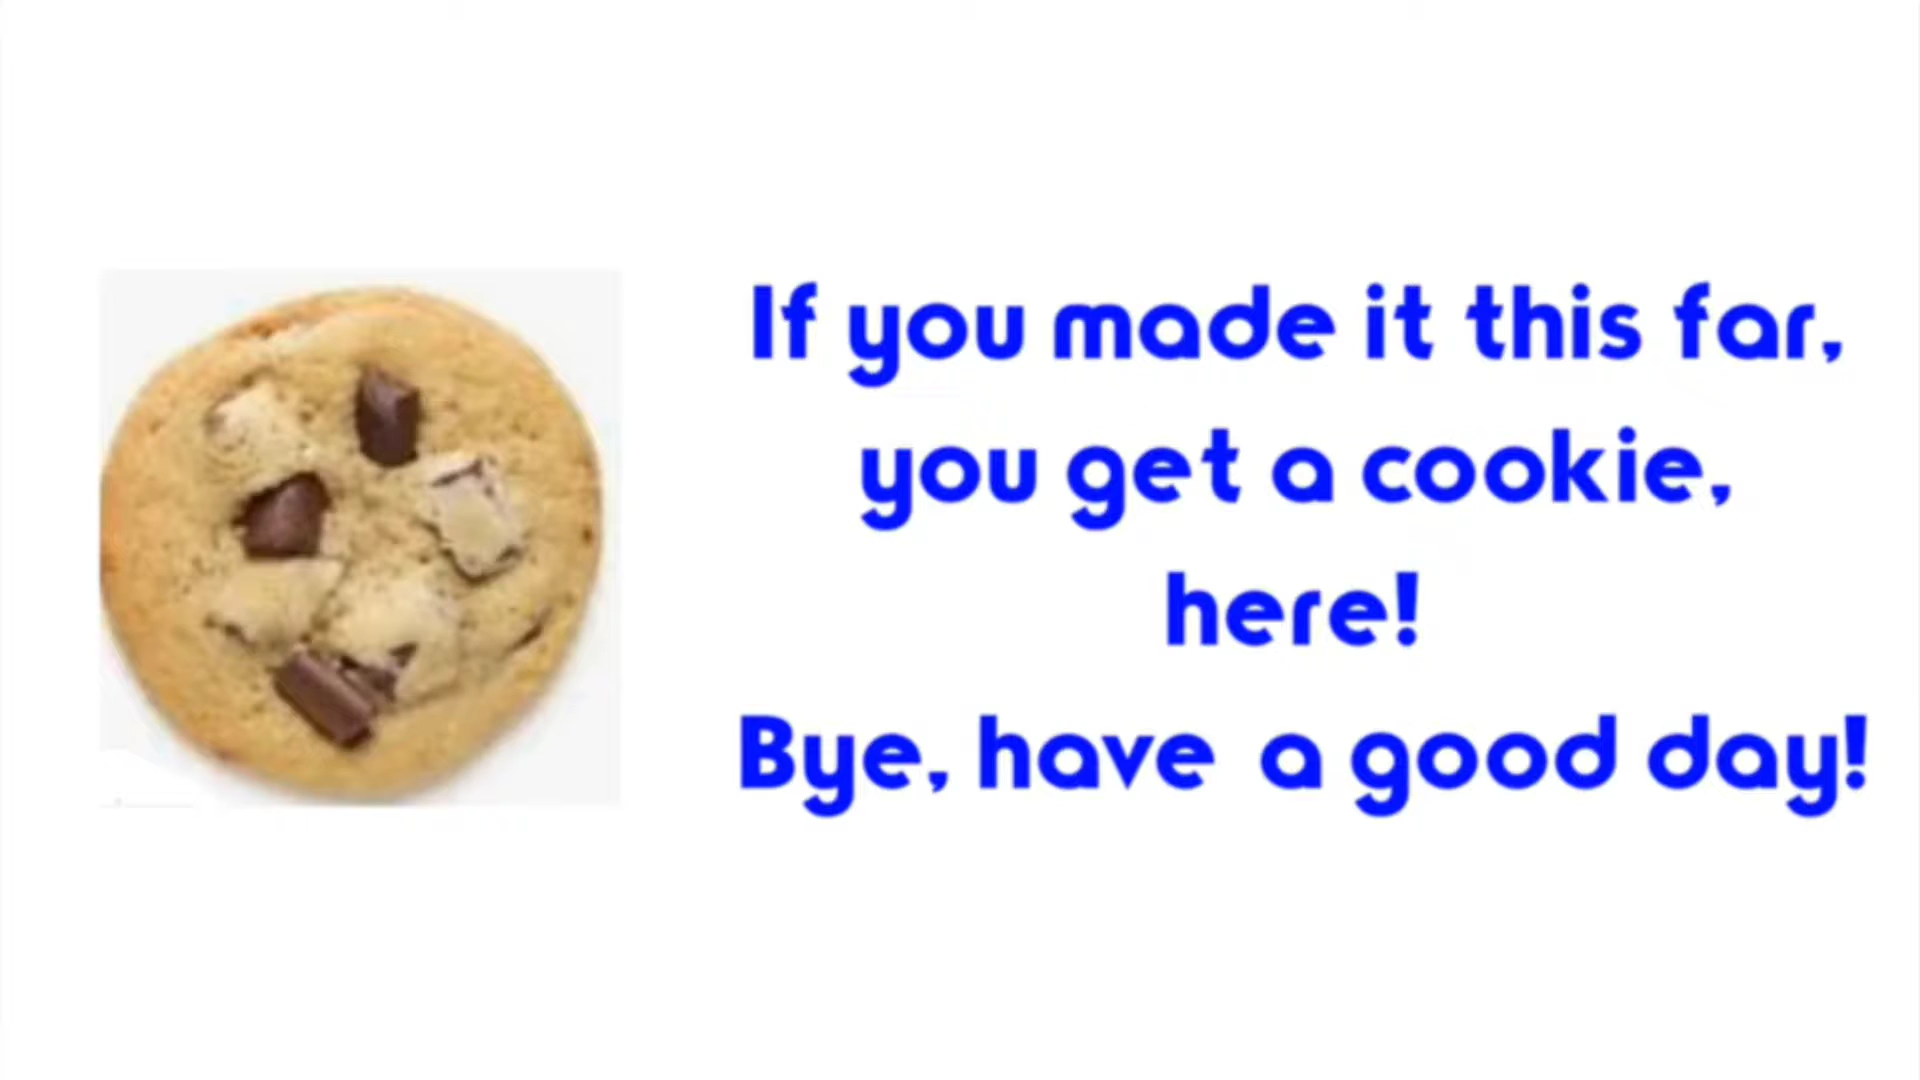 If you made it this far,
you get a cookie,
here!
Bye, have a good day!